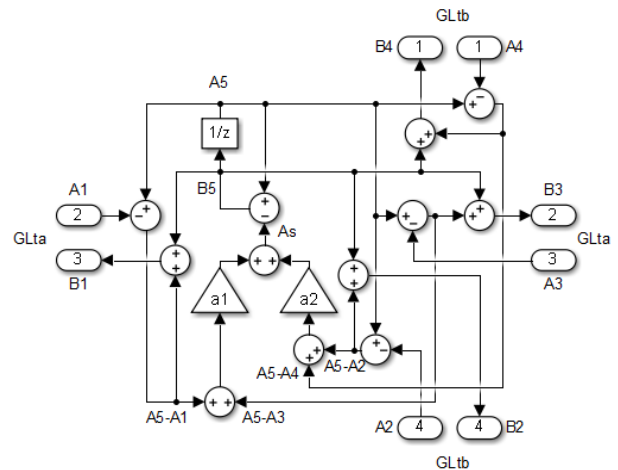 GLtb
B4 1 1 A4
A5
1/z
A1
2
B5
As
B3
2
GLta
GLta
3
B1
3
A3
a1
a2
A5-A4
A5-A2
A5-A1
A5-A3
A2 4 4 B2
GLtb